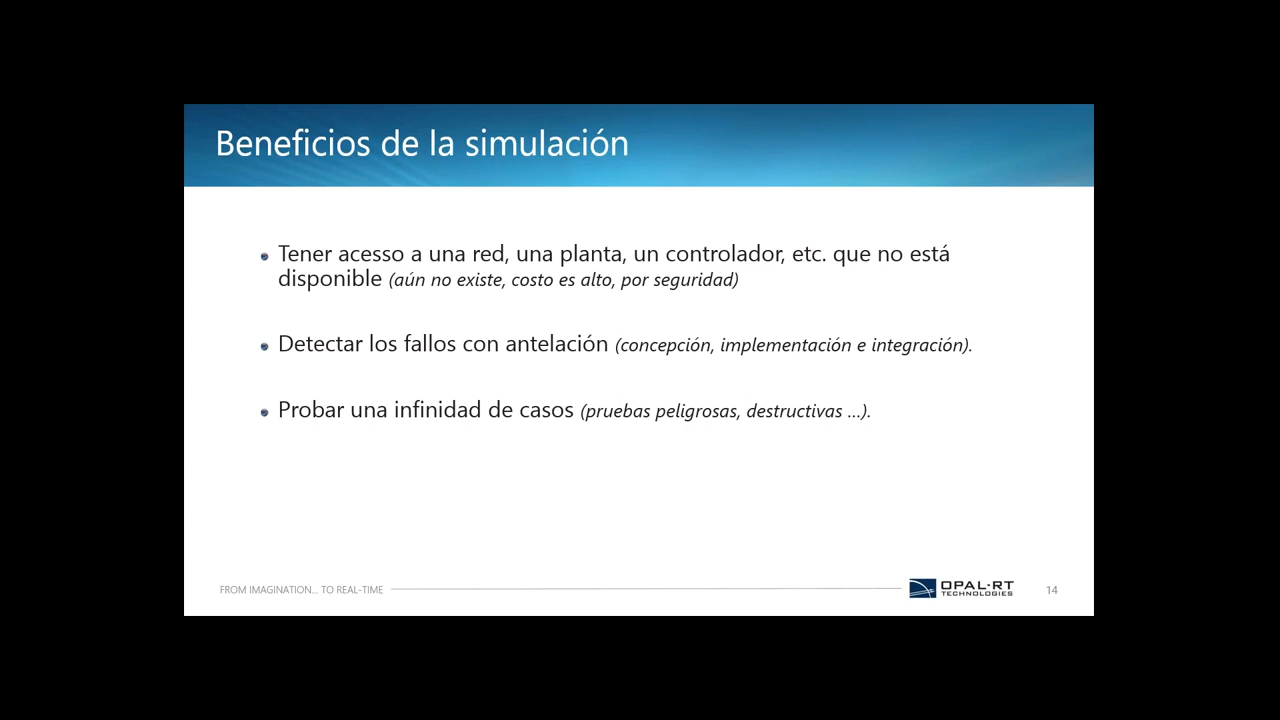 Beneficios de la simulación
Tener acesso a una red, una planta, un controlador, etc. que no está
disponible (aún no existe, costo es alto, por seguridad)
Detectar los fallos con antelación (concepción, implementación e integración).
Probar una infinidad de casos (pruebas peligrosas, destructivas ...).
FROM IMAGINATION... TO REAL-TIME
OPAL-RT
TECHNOLOGIES
14